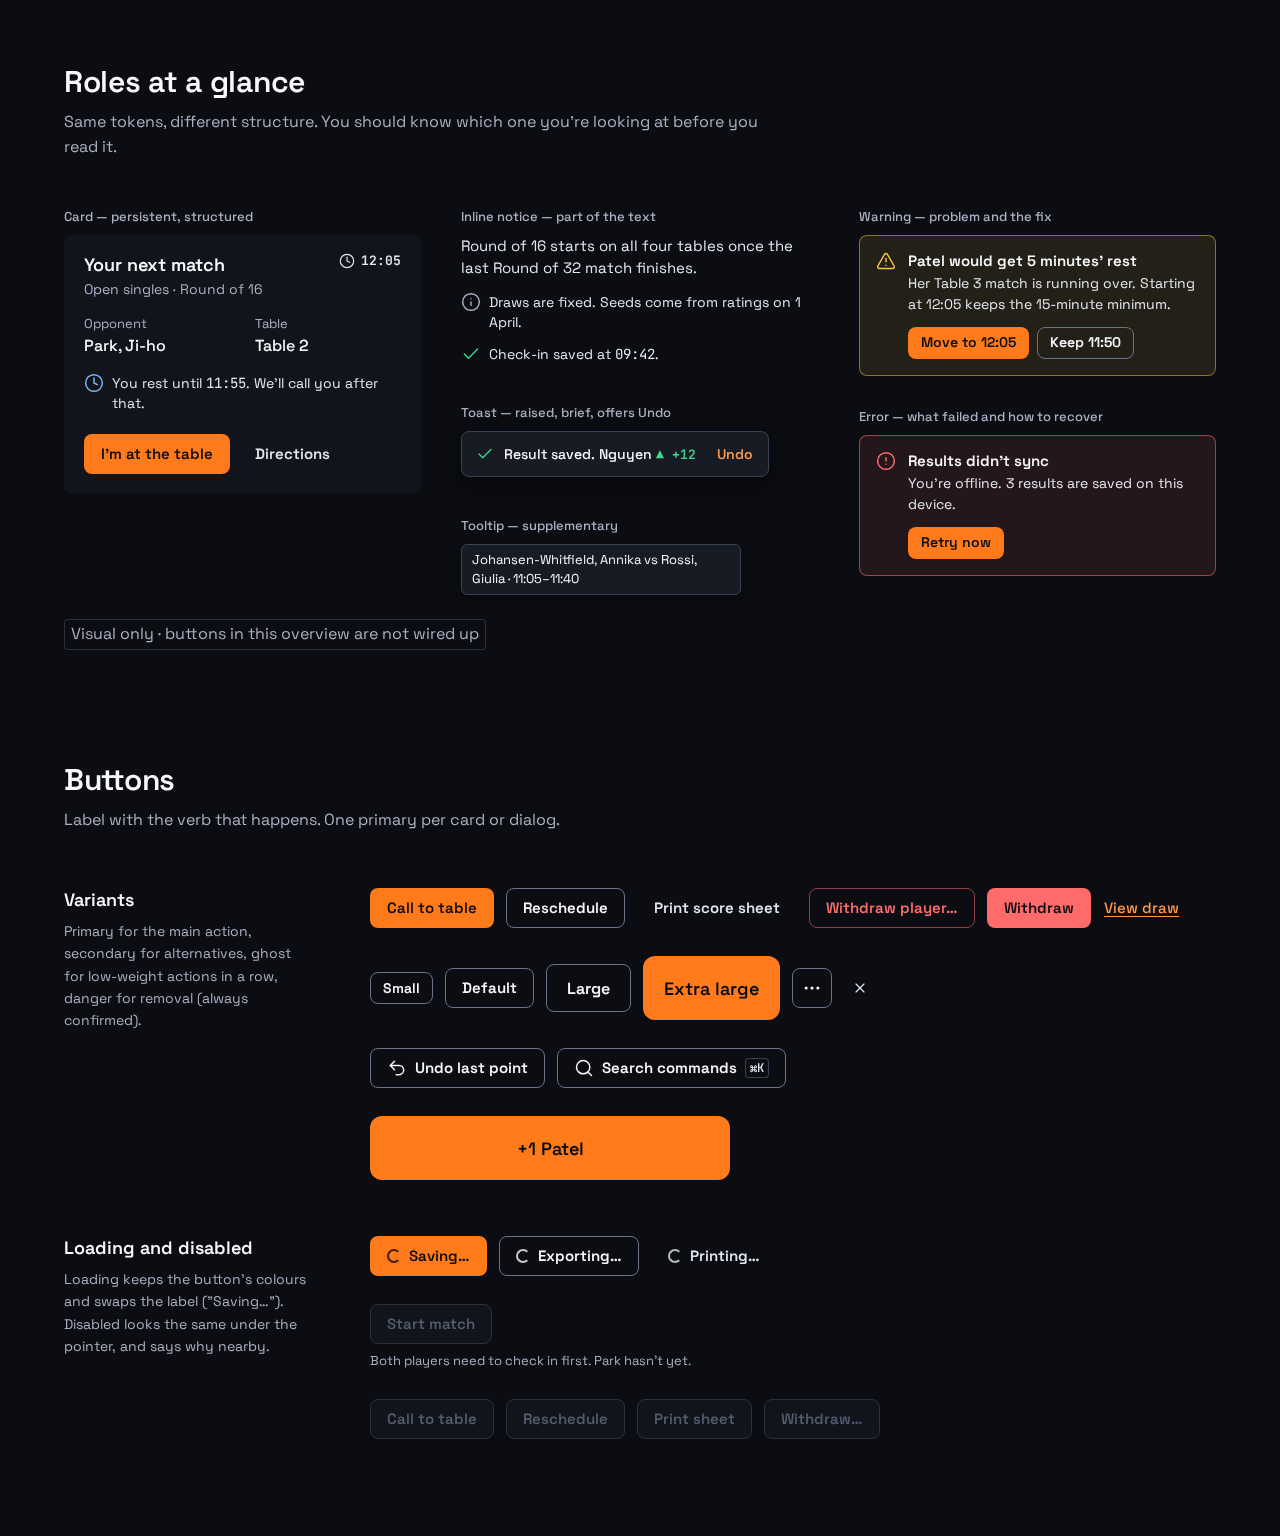 Roles at a glance
Same tokens, different structure. You should know which one you're looking at before you
read it.
Card — persistent, structured
Your next match
12:05
Open singles · Round of 16
Opponent
Table
Park, Ji-ho
Table 2
You rest until 11:55. We'll call you after
that.
I'm at the table
Directions
Inline notice — part of the text
Round of 16 starts on all four tables once the
last Round of 32 match finishes.
Draws are fixed. Seeds come from ratings on 1
April.
Check-in saved at 09:42.
Toast — raised, brief, offers Undo
Result saved. Nguyen ▲ +12
Undo
Tooltip — supplementary
Johansen-Whitfield, Annika vs Rossi,
Giulia · 11:05–11:40
Warning — problem and the fix
Patel would get 5 minutes' rest
Her Table 3 match is running over. Starting
at 12:05 keeps the 15-minute minimum.
Move to 12:05
Keep 11:50
Error — what failed and how to recover
Results didn't sync
You're offline. 3 results are saved on this
device.
Retry now
Visual only · buttons in this overview are not wired up
Buttons
Label with the verb that happens. One primary per card or dialog.
Variants
Primary for the main action,
secondary for alternatives, ghost
for low-weight actions in a row,
danger for removal (always
confirmed).
Call to table
Reschedule
Print score sheet
Withdraw player…
Withdraw
View draw
Small
Default
Large
Extra large
Undo last point
Search commands ⌘K
+1 Patel
Loading and disabled
Loading keeps the button's colours
and swaps the label ("Saving…").
Disabled looks the same under the
pointer, and says why nearby.
Saving…
Exporting…
Printing…
Start match
Both players need to check in first. Park hasn't yet.
Call to table
Reschedule
Print sheet
Withdraw…